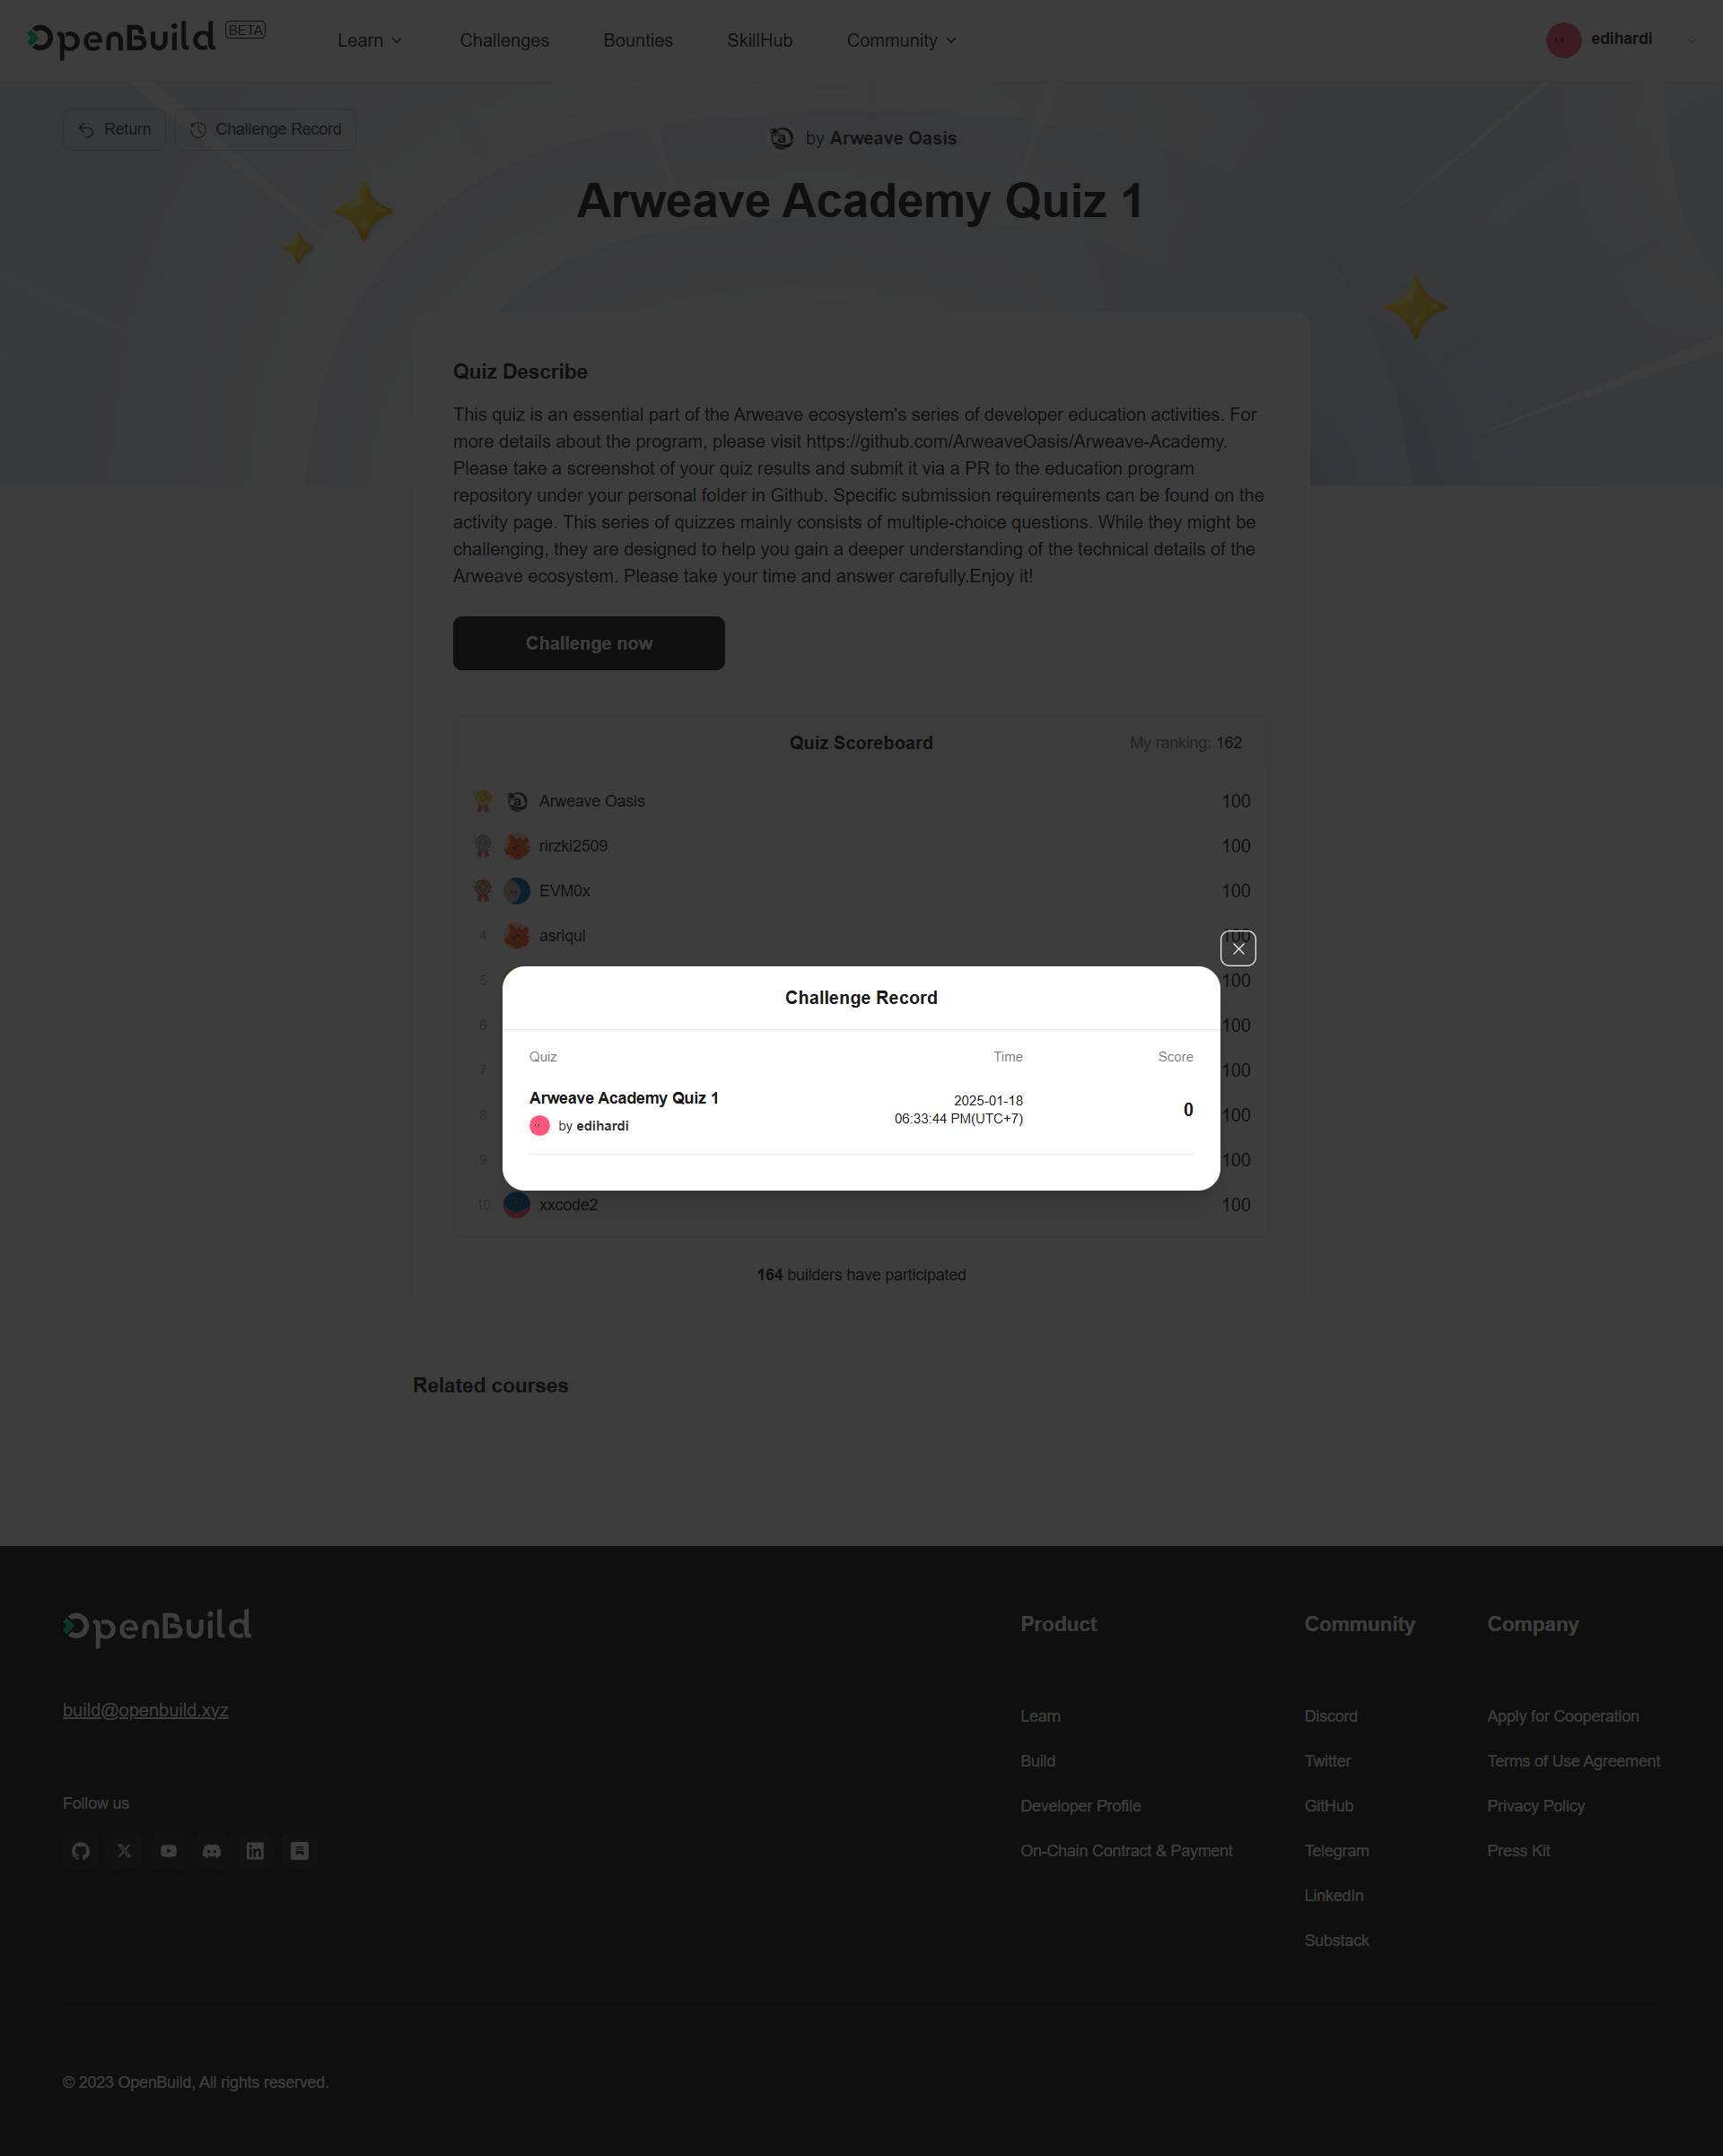 OpenBuild BETA
Learn
Challenges
Bounties
SkillHub
Community
edihardi
Return
Challenge Record
by Arweave Oasis
Arweave Academy Quiz 1
Quiz Describe
This quiz is an essential part of the Arweave ecosystem's series of developer education activities. For
more details about the program, please visit https://github.com/ArweaveOasis/Arweave-Academy.
Please take a screenshot of your quiz results and submit it via a PR to the education program
repository under your personal folder in Github. Specific submission requirements can be found on the
activity page. This series of quizzes mainly consists of multiple-choice questions. While they might be
challenging, they are designed to help you gain a deeper understanding of the technical details of the
Arweave ecosystem. Please take your time and answer carefully.Enjoy it!
Challenge now
Quiz Scoreboard
My ranking: 162
Arweave Oasis 100
rirzki2509 100
EVM0x 100
4 asriqul 100
5 100
6 100
7 100
8 100
9 100
10 xxcode2 100
Challenge Record
Quiz Time Score
Arweave Academy Quiz 1
by edihardi
2025-01-18
06:33:44 PM(UTC+7)
0
164 builders have participated
Related courses
OpenBuild
build@openbuild.xyz
Follow us
Product
Learn
Build
Developer Profile
On-Chain Contract & Payment
Community
Discord
Twitter
GitHub
Telegram
LinkedIn
Substack
Company
Apply for Cooperation
Terms of Use Agreement
Privacy Policy
Press Kit
© 2023 OpenBuild, All rights reserved.